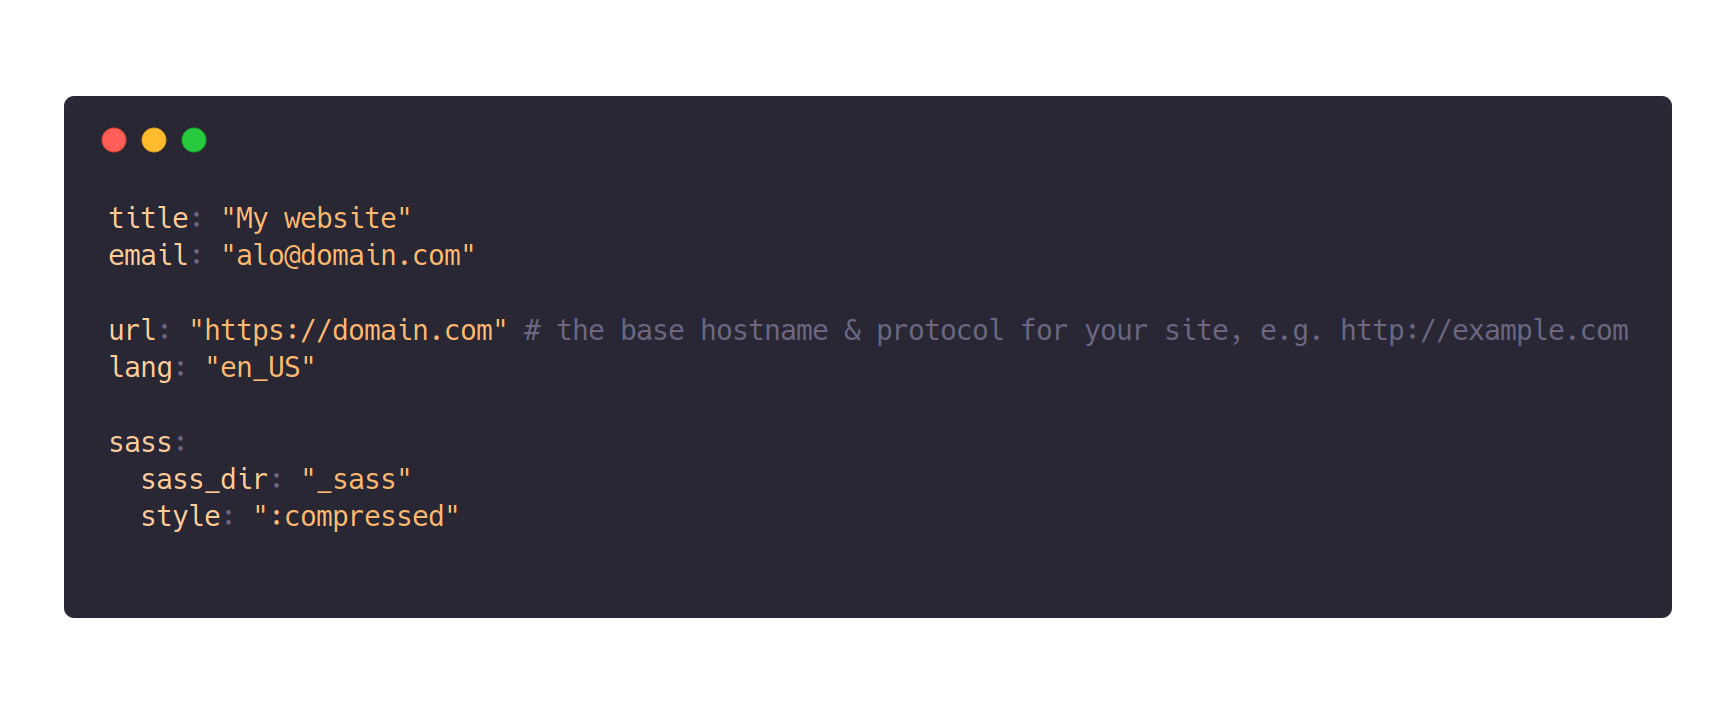 title: "My website"
email: "alo@domain.com"
url: "https://domain.com" # the base hostname & protocol for your site, e.g. http://example.com
lang: "en_US"
sass:
  sass_dir: "_sass"
  style: ":compressed"